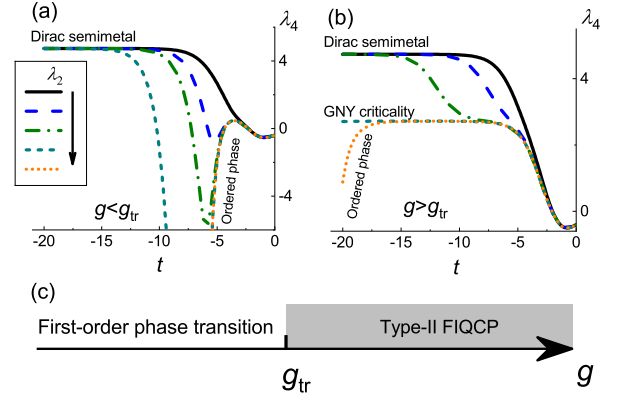 (a)
λ4
Dirac semimetal
4
λ2
0
Ordered phase
-4
g<gtr
-20
-15
-10
-5
0
t
(b)
λ4
Dirac semimetal
4
GNY criticality
Ordered phase
g>gtr
0
-20
-15
-10
-5
0
t
(c)
First-order phase transition
Type-II FIQCP
gtr
g